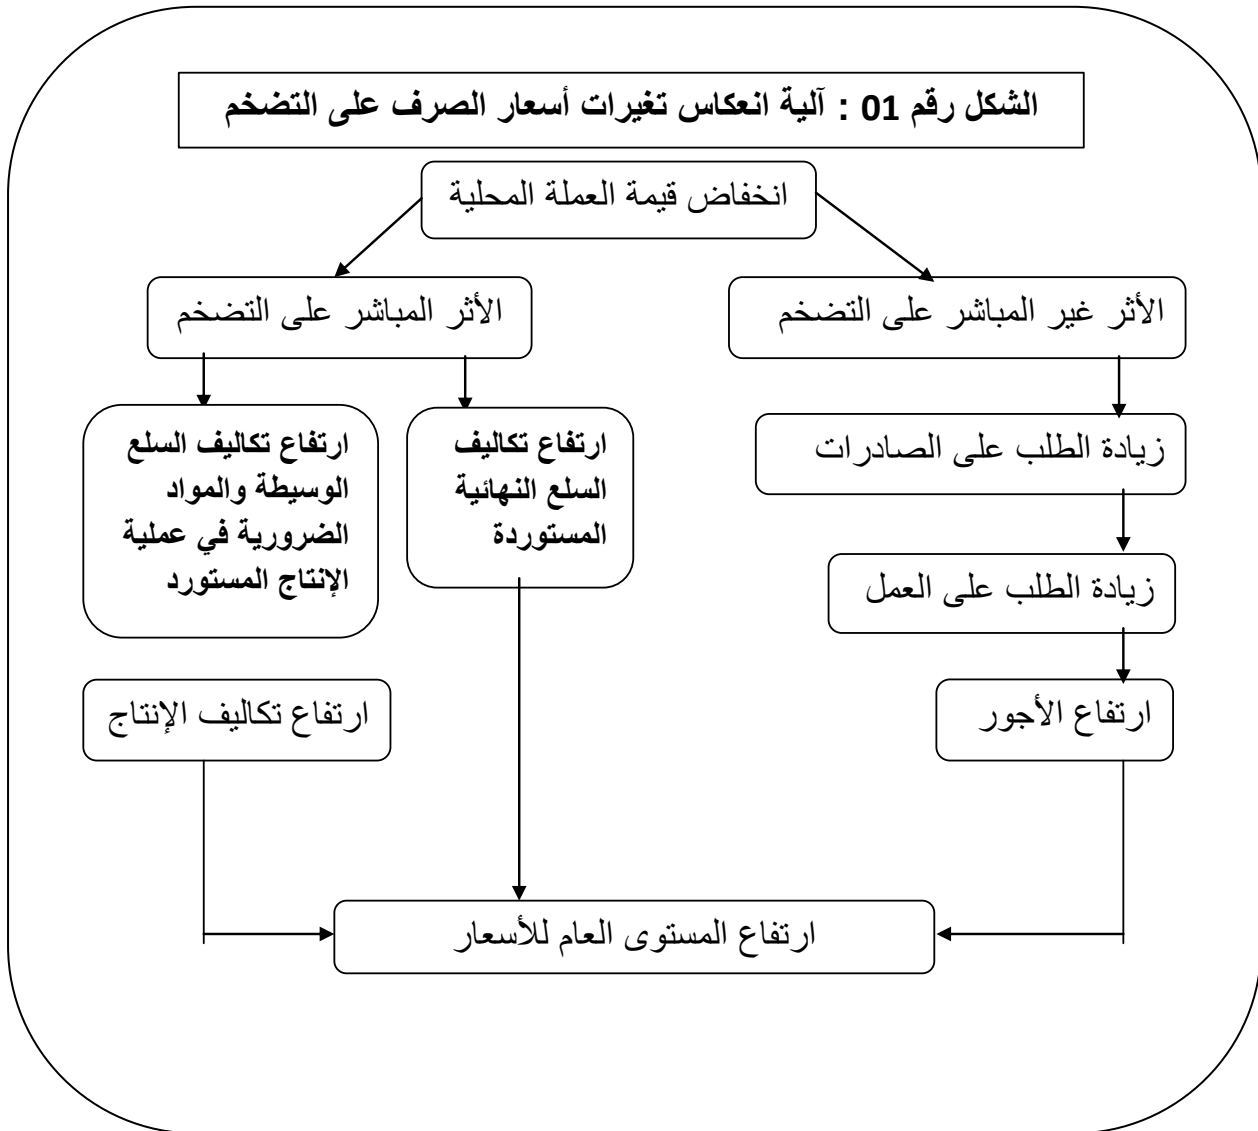 الشكل رقم 01 : آلية انعكاس تغيرات أسعار الصرف على التضخم
انخفاض قيمة العملة المحلية
الأثر غير المباشر على التضخم
الأثر المباشر على التضخم
زيادة الطلب على الصادرات
ارتفاع تكاليف
السلع النهائية
المستوردة
ارتفاع تكاليف السلع
الوسيطة والمواد
الضرورية في عملية
الإنتاج المستورد
زيادة الطلب على العمل
ارتفاع الأجور
ارتفاع تكاليف الإنتاج
ارتفاع المستوى العام للأسعار